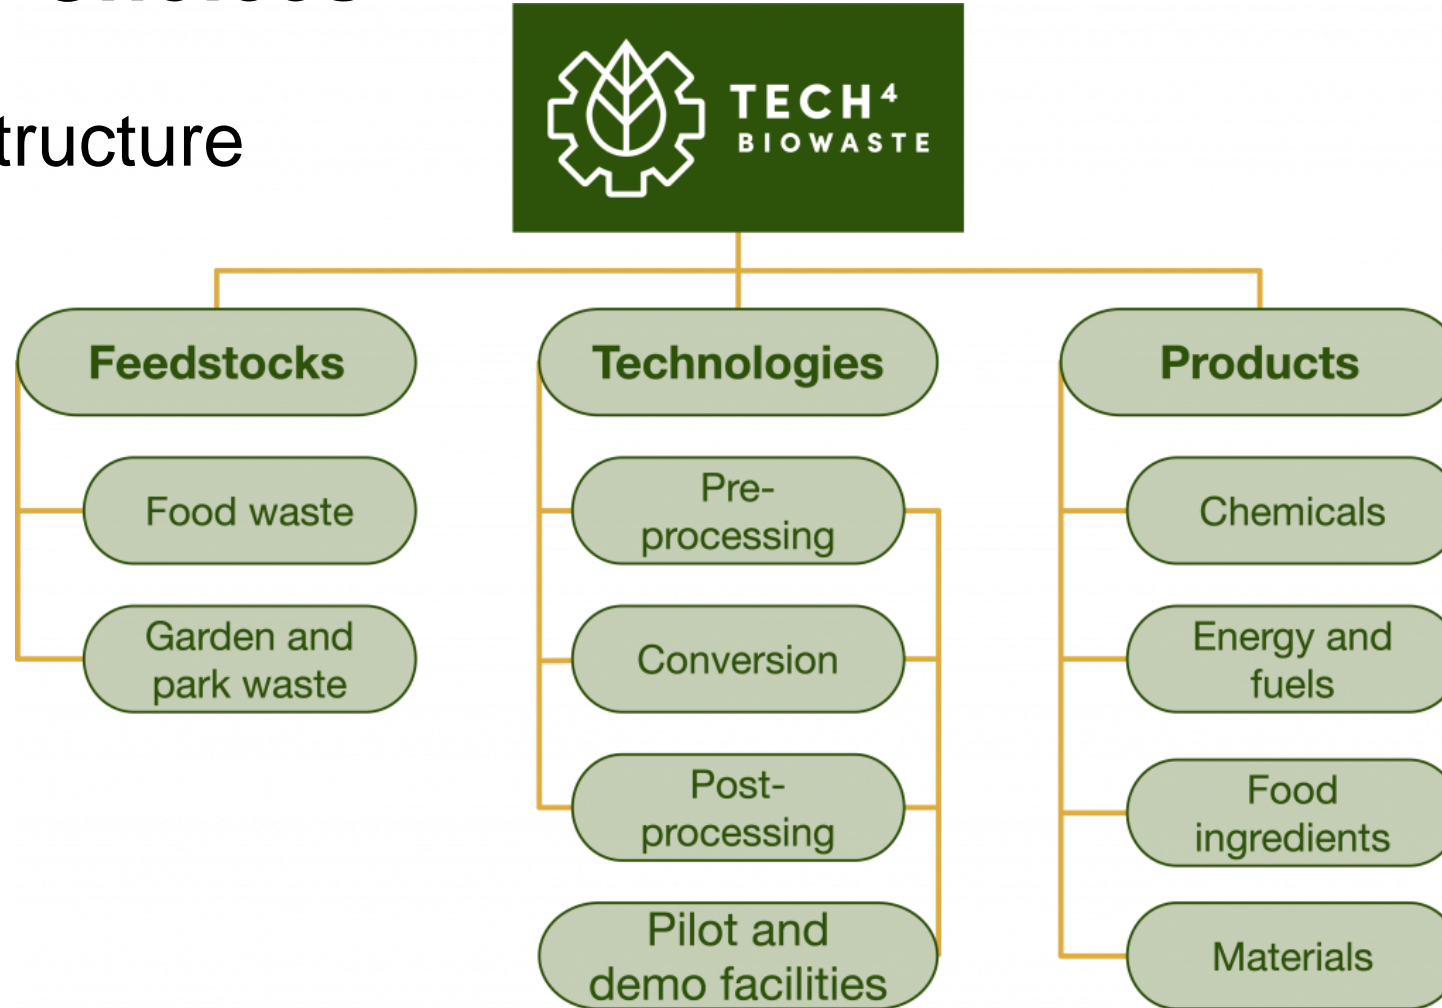 tructure
TECH⁴
BIOWASTE
Feedstocks
Food waste
Garden and
park waste
Technologies
Pre-
processing
Conversion
Post-
processing
Pilot and
demo facilities
Products
Chemicals
Energy and
fuels
Food
ingredients
Materials